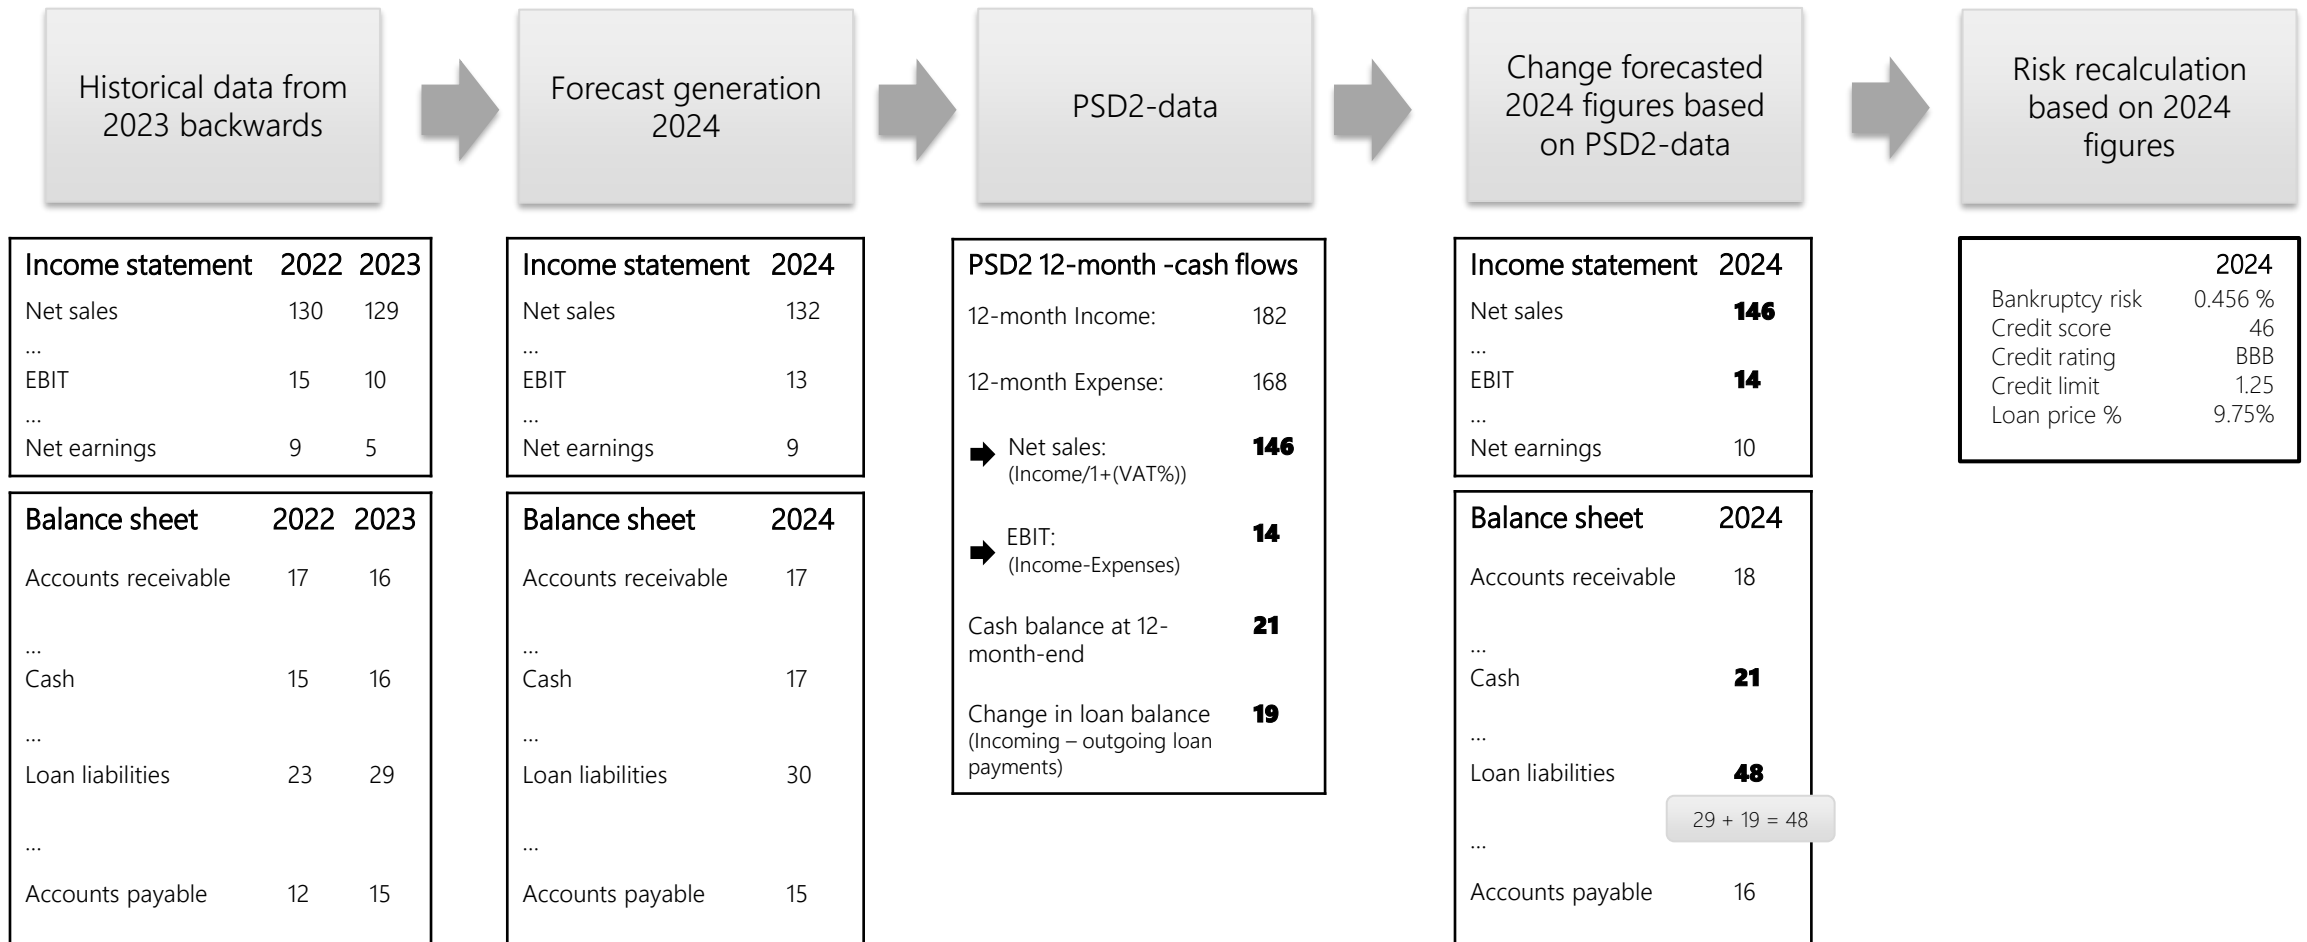 Historical data from
2023 backwards
Forecast generation
2024
PSD2-data
Change forecasted
2024 figures based
on PSD2-data
Risk recalculation
based on 2024
figures
Income statement 2022 2023
Net sales 130 129
...
EBIT 15 10
...
Net earnings 9 5
Balance sheet 2022 2023
Accounts receivable 17 16
...
Cash 15 16
...
Loan liabilities 23 29
...
Accounts payable 12 15
Income statement 2024
Net sales 132
...
EBIT 13
...
Net earnings 9
Balance sheet 2024
Accounts receivable 17
...
Cash 17
...
Loan liabilities 30
...
Accounts payable 15
PSD2 12-month -cash flows
12-month Income: 182
12-month Expense: 168
Net sales: 146
(Income/1+(VAT%))
EBIT: 14
(Income-Expenses)
Cash balance at 12- 21
month-end
Change in loan balance 19
(Incoming – outgoing loan
payments)
Income statement 2024
Net sales 146
...
EBIT 14
...
Net earnings 10
Balance sheet 2024
Accounts receivable 18
...
Cash 21
...
Loan liabilities 48
29 + 19 = 48
...
Accounts payable 16
2024
Bankruptcy risk 0.456 %
Credit score 46
Credit rating BBB
Credit limit 1.25
Loan price % 9.75%